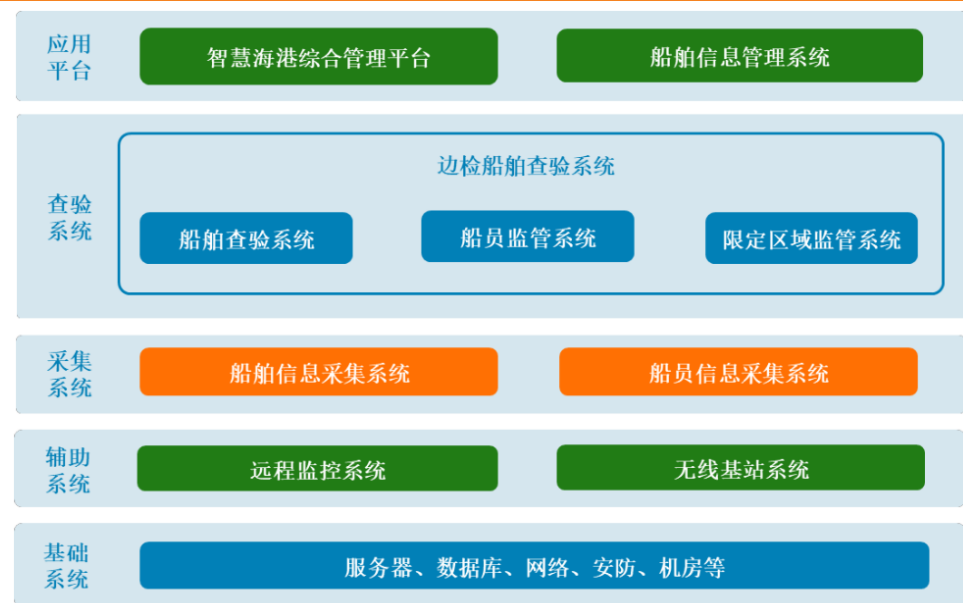 应用
平台
智慧海港综合管理平台
船舶信息管理系统
查验
系统
边检船舶查验系统
船舶查验系统
船员监管系统
限定区域监管系统
采集
系统
船舶信息采集系统
船员信息采集系统
辅助
系统
远程监控系统
无线基站系统
基础
系统
服务器、数据库、网络、安防、机房等